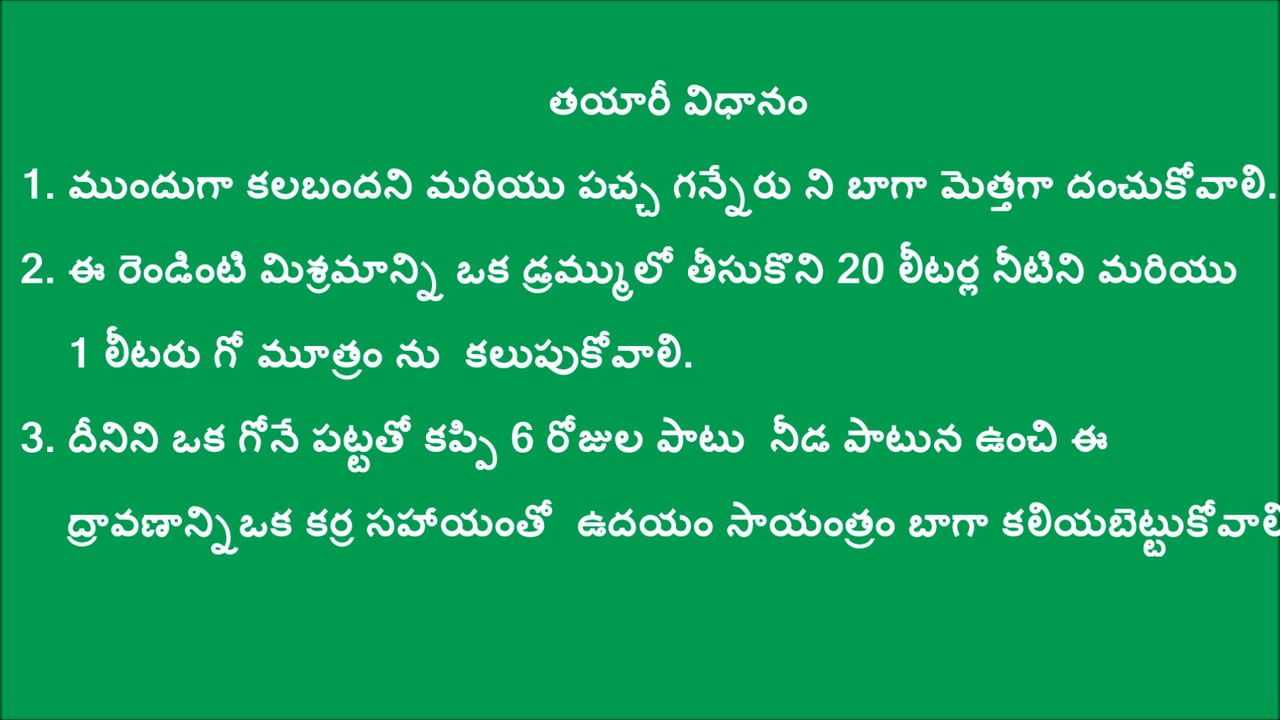 తయారీ విధానం
1. ముందుగా కలబందని మరియు పచ్చ గన్నేరు ని బాగా మెత్తగా దంచుకోవాలి.
2. ఈ రెండింటి మిశ్రమాన్ని ఒక డ్రమ్ములో తీసుకొని 20 లీటర్ల నీటిని మరియు
1 లీటరు గో మూత్రం ను కలుపుకోవాలి.
3. దీనిని ఒక గోనే పట్టతో కప్పి 6 రోజుల పాటు నీడ పాటున ఉంచి ఈ
ద్రావణాన్ని ఒక కర్ర సహాయంతో ఉదయం సాయంత్రం బాగా కలియబెట్టుకోవాలి